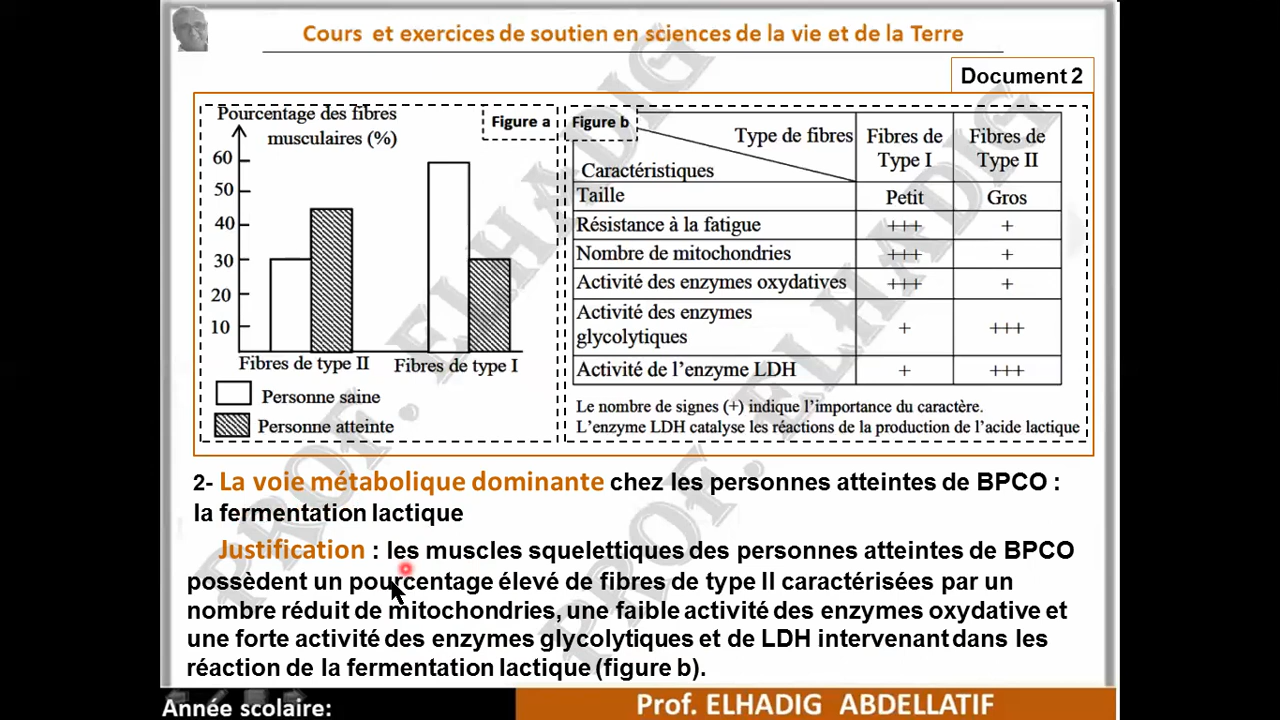 Cours et exercices de soutien en sciences de la vie et de la Terre
Document 2
Pourcentage des fibres
musculaires (%)
Figure a
60
50
40
30
20
10
Fibres de type II
Fibres de type I
Personne saine
Personne atteinte
Figure b
Type de fibres
Caractéristiques
Fibres de
Type I
Fibres de
Type II
Taille
Petit
Gros
Résistance à la fatigue
+++
+
Nombre de mitochondries
+++
+
Activité des enzymes oxydatives
+++
+
Activité des enzymes
glycolytiques
+
+++
Activité de l’enzyme LDH
+
+++
Le nombre de signes (+) indique l’importance du caractère.
L’enzyme LDH catalyse les réactions de la production de l’acide lactique
PROF. ELHADIG
PROF. ELHADIG
2- La voie métabolique dominante chez les personnes atteintes de BPCO :
la fermentation lactique
Justification : les muscles squelettiques des personnes atteintes de BPCO
possèdent un pourcentage élevé de fibres de type II caractérisées par un
nombre réduit de mitochondries, une faible activité des enzymes oxydative et
une forte activité des enzymes glycolytiques et de LDH intervenant dans les
réaction de la fermentation lactique (figure b).
Année scolaire:
Prof. ELHADIG ABDELLATIF